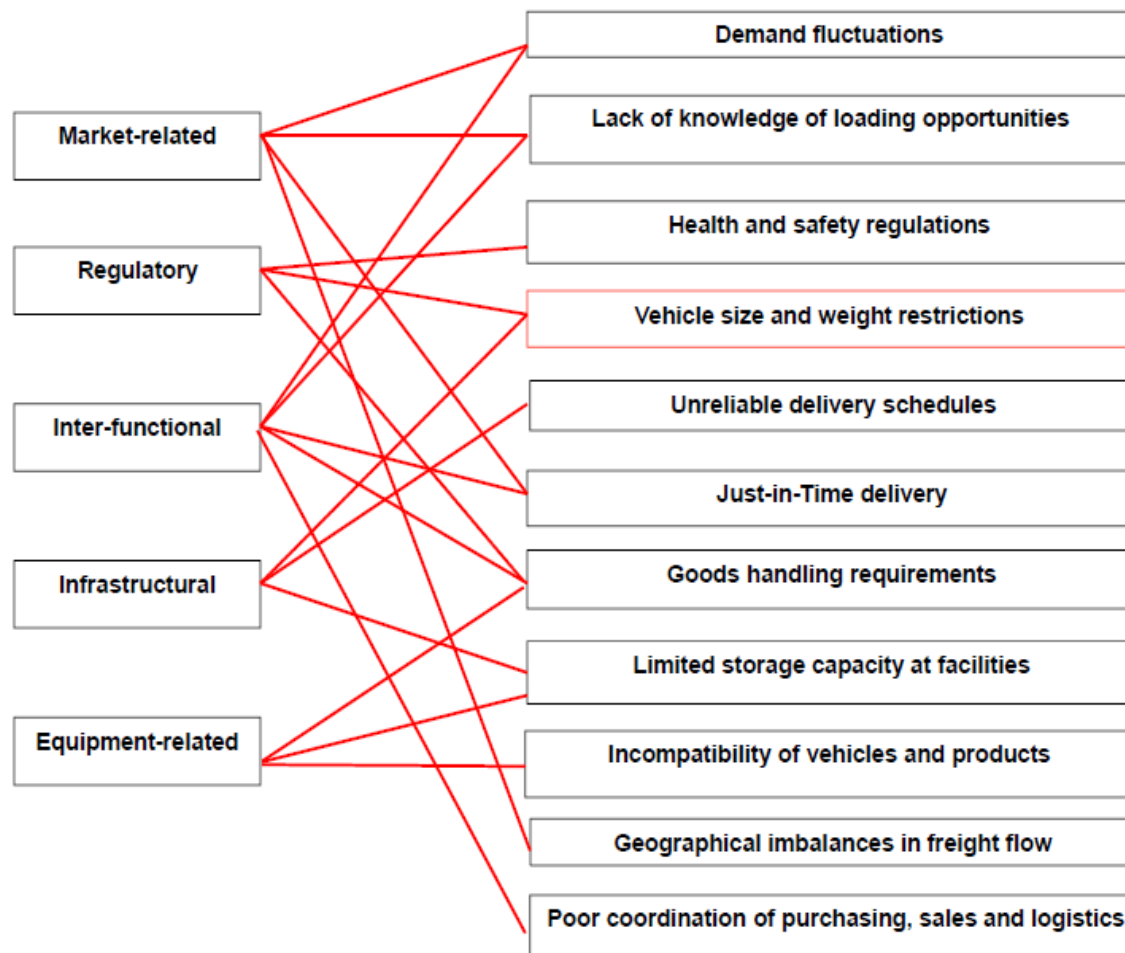 Demand fluctuations
Market-related
Lack of knowledge of loading opportunities
Health and safety regulations
Regulatory
Vehicle size and weight restrictions
Unreliable delivery schedules
Inter-functional
Just-in-Time delivery
Infrastructural
Goods handling requirements
Limited storage capacity at facilities
Equipment-related
Incompatibility of vehicles and products
Geographical imbalances in freight flow
Poor coordination of purchasing, sales and logistics